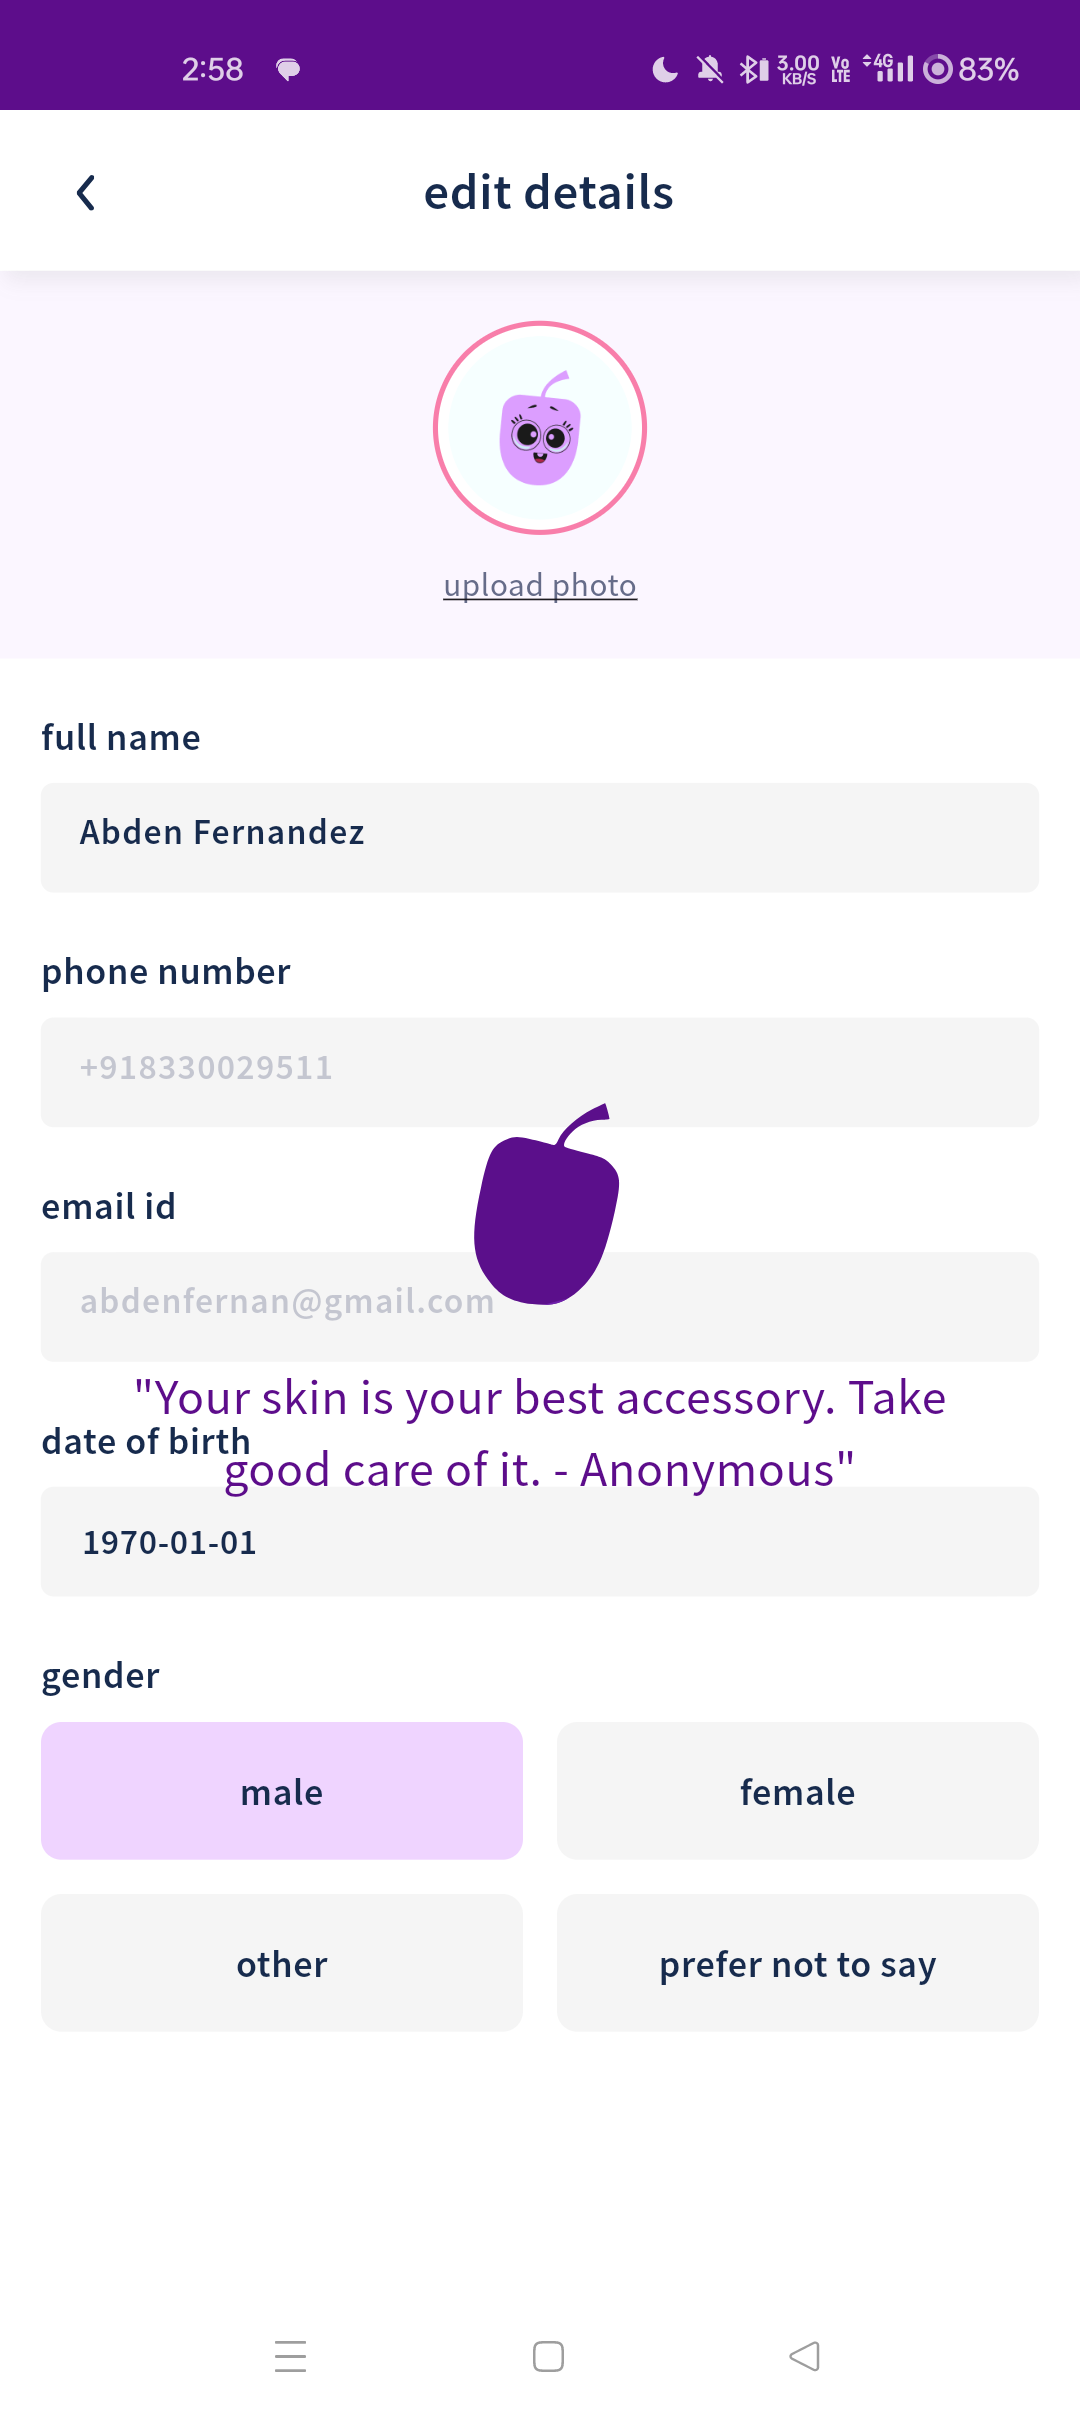 2:58 3.00 KB/S Vo LTE 4G 83%
edit details
upload photo
full name
Abden Fernandez
phone number
+918330029511
email id
abdenfernan@gmail.com
"Your skin is your best accessory. Take
good care of it. - Anonymous"
date of birth
1970-01-01
gender
male female
other prefer not to say